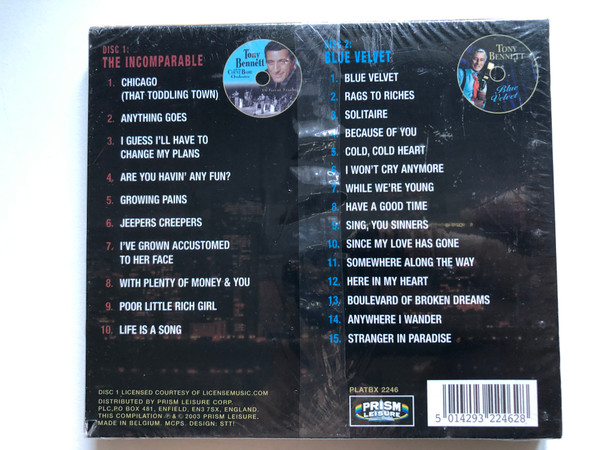 DISC 1:
THE INCOMPARABLE
1. CHICAGO
(THAT TODDLING TOWN)
2. ANYTHING GOES
3. I GUESS I'LL HAVE TO
CHANGE MY PLANS
4. ARE YOU HAVIN' ANY FUN?
5. GROWING PAINS
6. JEEPERS CREEPERS
7. I'VE GROWN ACCUSTOMED
TO HER FACE
8. WITH PLENTY OF MONEY & YOU
9. POOR LITTLE RICH GIRL
10. LIFE IS A SONG
Tony
Bennett
Count Basie
Orchestra
DISC 2:
BLUE VELVET
1. BLUE VELVET
2. RAGS TO RICHES
3. SOLITAIRE
4. BECAUSE OF YOU
5. COLD, COLD HEART
6. I WON'T CRY ANYMORE
7. WHILE WE'RE YOUNG
8. HAVE A GOOD TIME
9. SING, YOU SINNERS
10. SINCE MY LOVE HAS GONE
11. SOMEWHERE ALONG THE WAY
12. HERE IN MY HEART
13. BOULEVARD OF BROKEN DREAMS
14. ANYWHERE I WANDER
15. STRANGER IN PARADISE
TONY
BENNETT
Blue
Velvet
DISC 1 LICENSED COURTESY OF LICENSEMUSIC.COM
DISTRIBUTED BY PRISM LEISURE CORP.
PLC,PO BOX 481, ENFIELD, EN3 7SX, ENGLAND.
THIS COMPILATION ℗ & © 2003 PRISM LEISURE.
MADE IN BELGIUM. MCPS. DESIGN: STT!
PLATBX 2246
PRISM
LEISURE
5 014293 224628